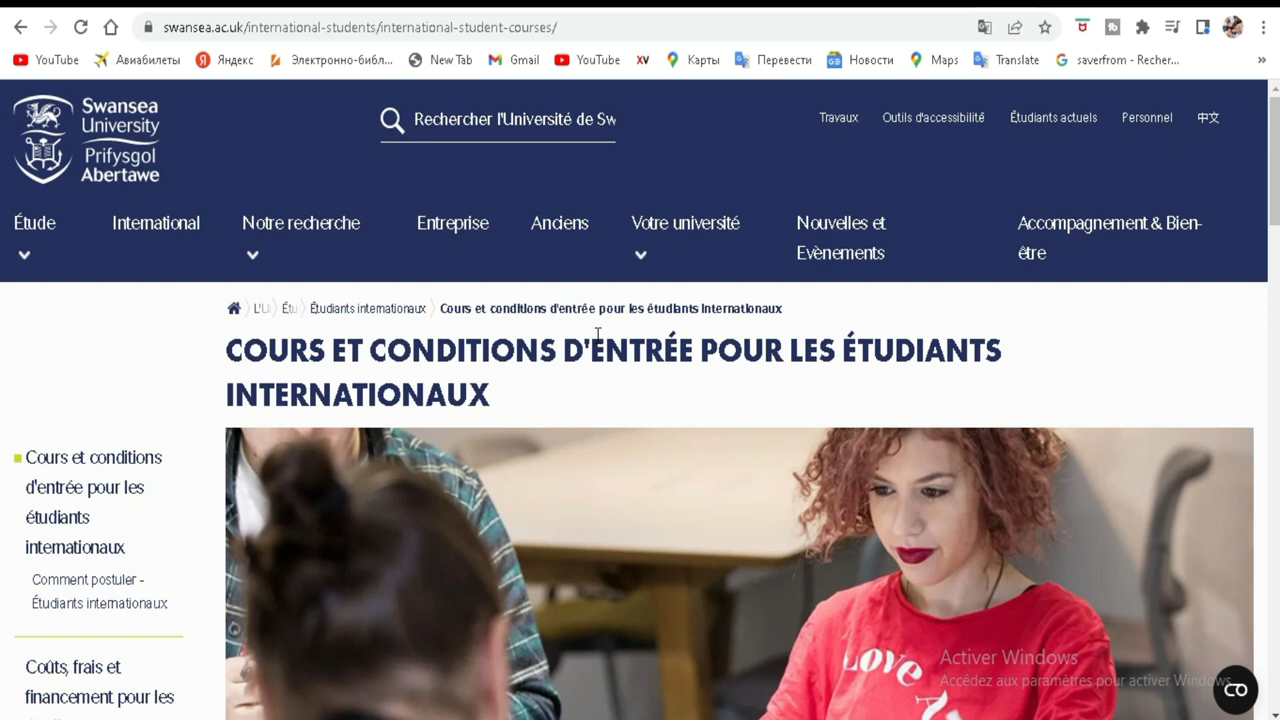 swansea.ac.uk/international-students/international-student-courses/
YouTube Авиабилеты Яндекс Электронно-библ... New Tab Gmail YouTube XV Карты Перевести Новости Maps Translate saverfrom - Recher... »
Swansea University
Prifysgol Abertawe
Rechercher l'Université de Sw
Travaux Outils d'accessibilité Étudiants actuels Personnel 中文
Étude International Notre recherche Entreprise Anciens Votre université Nouvelles et Accompagnement & Bien-
Evènements être
L'U Étu Étudiants internationaux Cours et conditions d'entrée pour les étudiants internationaux
COURS ET CONDITIONS D'ENTRÉE POUR LES ÉTUDIANTS
INTERNATIONAUX
Cours et conditions
d'entrée pour les
étudiants
internationaux
Comment postuler -
Étudiants internationaux
Coûts, frais et
financement pour les
LOVE
Activer Windows
Accédez aux paramètres pour activer Windows.